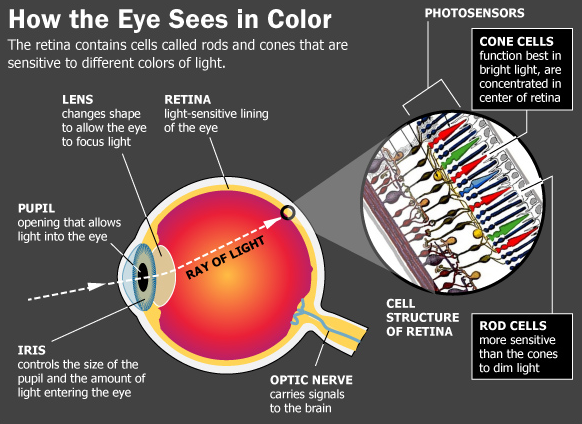 How the Eye Sees in Color
The retina contains cells called rods and cones that are
sensitive to different colors of light.
PHOTOSENSORS
CONE CELLS
function best in
bright light, are
concentrated in
center of retina
LENS
changes shape
to allow the eye
to focus light
RETINA
light-sensitive lining
of the eye
PUPIL
opening that allows
light into the eye
RAY OF LIGHT
IRIS
controls the size of the
pupil and the amount of
light entering the eye
OPTIC NERVE
carries signals
to the brain
CELL
STRUCTURE
OF RETINA
ROD CELLS
more sensitive
than the cones
to dim light